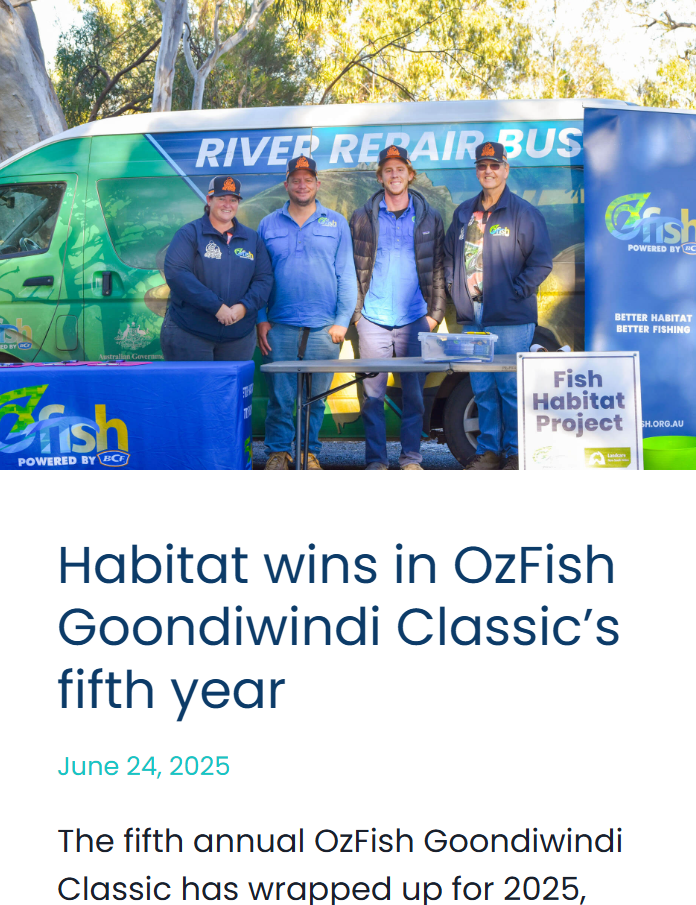 RIVER REPAIR BUS
Ozfish
POWERED BY BCF
BETTER HABITAT
BETTER FISHING
Australian Government
Fish
Habitat
Project
SH.ORG.AU
Ozfish
POWERED BY BCF
Habitat wins in OzFish
Goondiwindi Classic’s
fifth year
June 24, 2025
The fifth annual OzFish Goondiwindi
Classic has wrapped up for 2025,